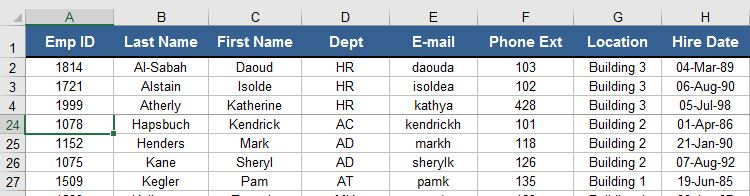 A B C D E F G H
1 Emp ID Last Name First Name Dept E-mail Phone Ext Location Hire Date
2 1814 Al-Sabah Daoud HR daouda 103 Building 3 04-Mar-89
3 1721 Alstain Isolde HR isoldea 102 Building 3 06-Aug-90
4 1999 Atherly Katherine HR kathya 428 Building 3 05-Jul-98
24 1078 Hapsbuch Kendrick AC kendrickh 101 Building 2 01-Apr-86
25 1152 Henders Mark AD markh 118 Building 2 21-Jan-90
26 1075 Kane Sheryl AD sherylk 126 Building 2 07-Aug-92
27 1509 Kegler Pam AT pamk 135 Building 1 19-Jun-85